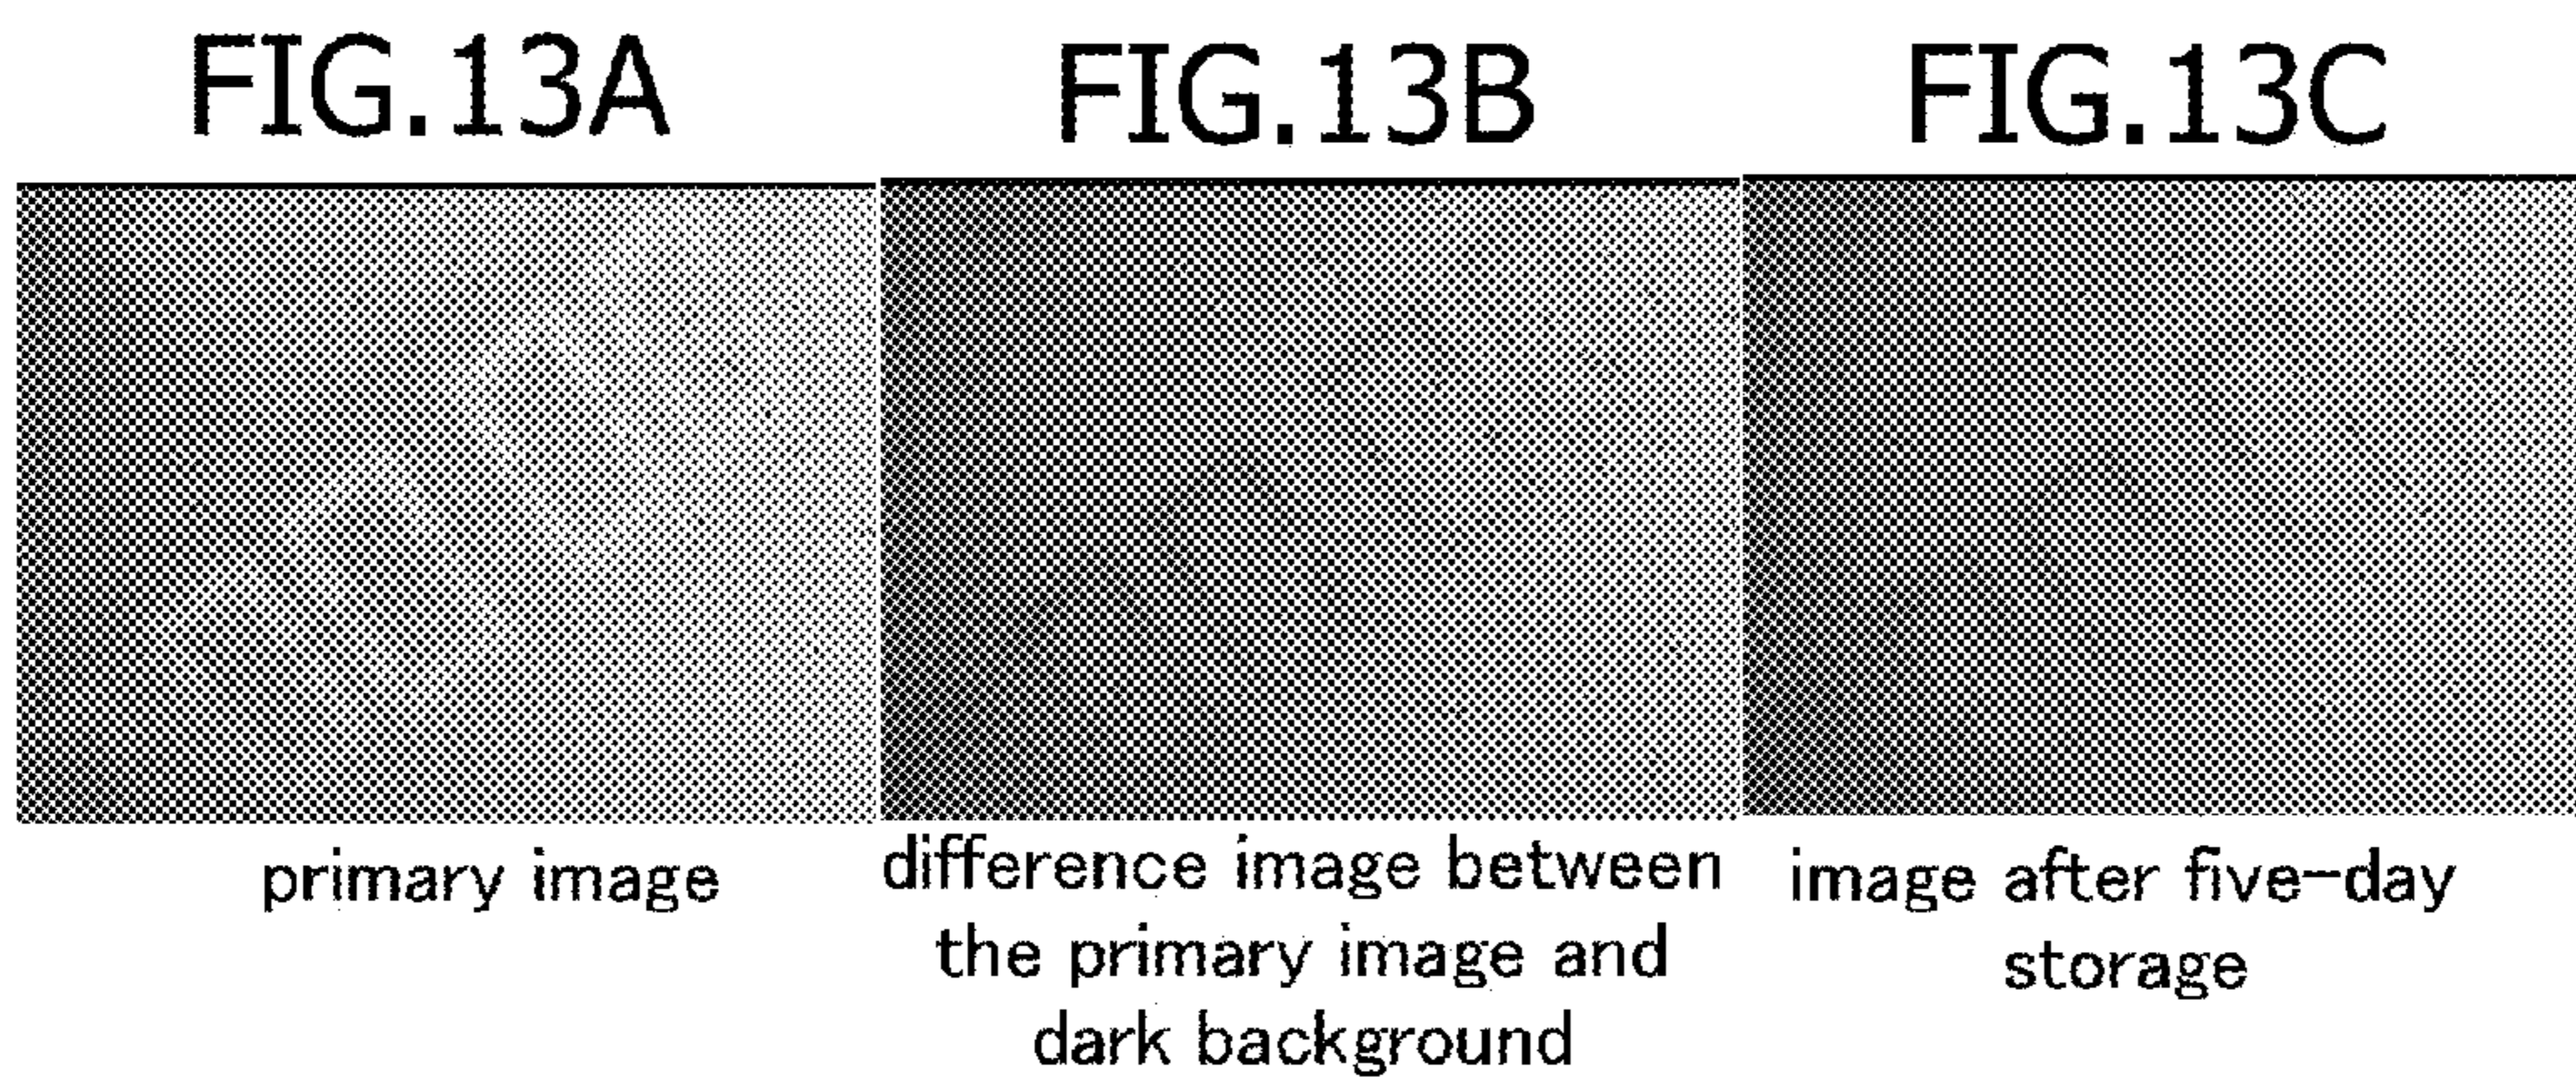 FIG.13A
FIG.13B
FIG.13C
primary image
difference image between
the primary image and
dark background
image after five-day
storage